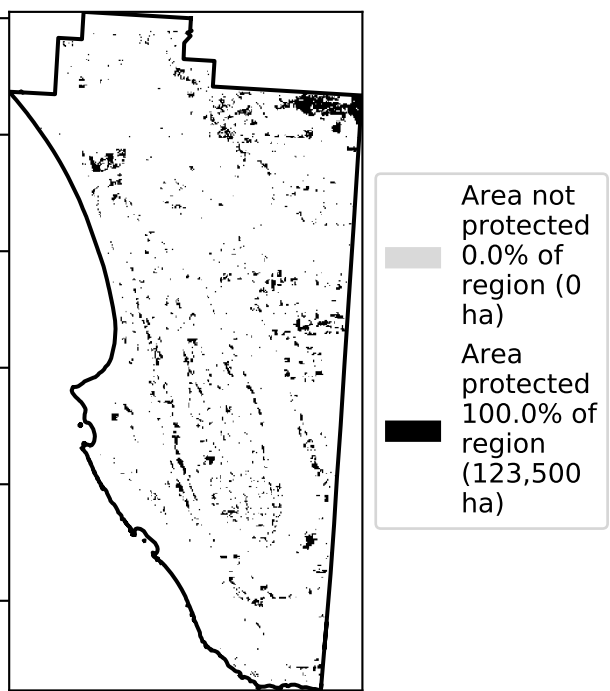 Area not
protected
0.0% of
region (0
ha)
Area
protected
100.0% of
region
(123,500
ha)